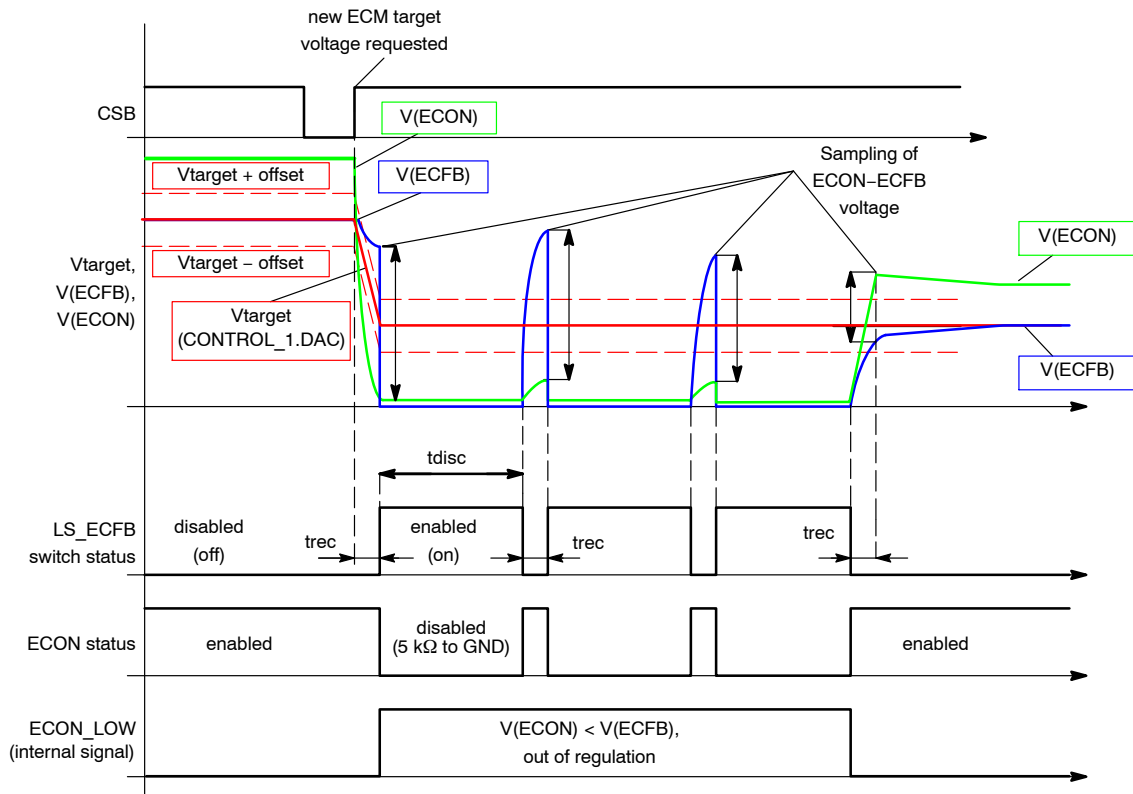 new ECM target
voltage requested
CSB
V(ECON)
Vtarget + offset
V(ECFB)
Sampling of
ECON−ECFB
voltage
Vtarget − offset
V(ECON)
Vtarget,
V(ECFB),
V(ECON)
Vtarget
(CONTROL_1.DAC)
V(ECFB)
tdisc
LS_ECFB
switch status
disabled
(off)
trec
enabled
(on)
trec
trec
ECON status
enabled
disabled
(5 kΩ to GND)
enabled
ECON_LOW
(internal signal)
V(ECON) < V(ECFB),
out of regulation